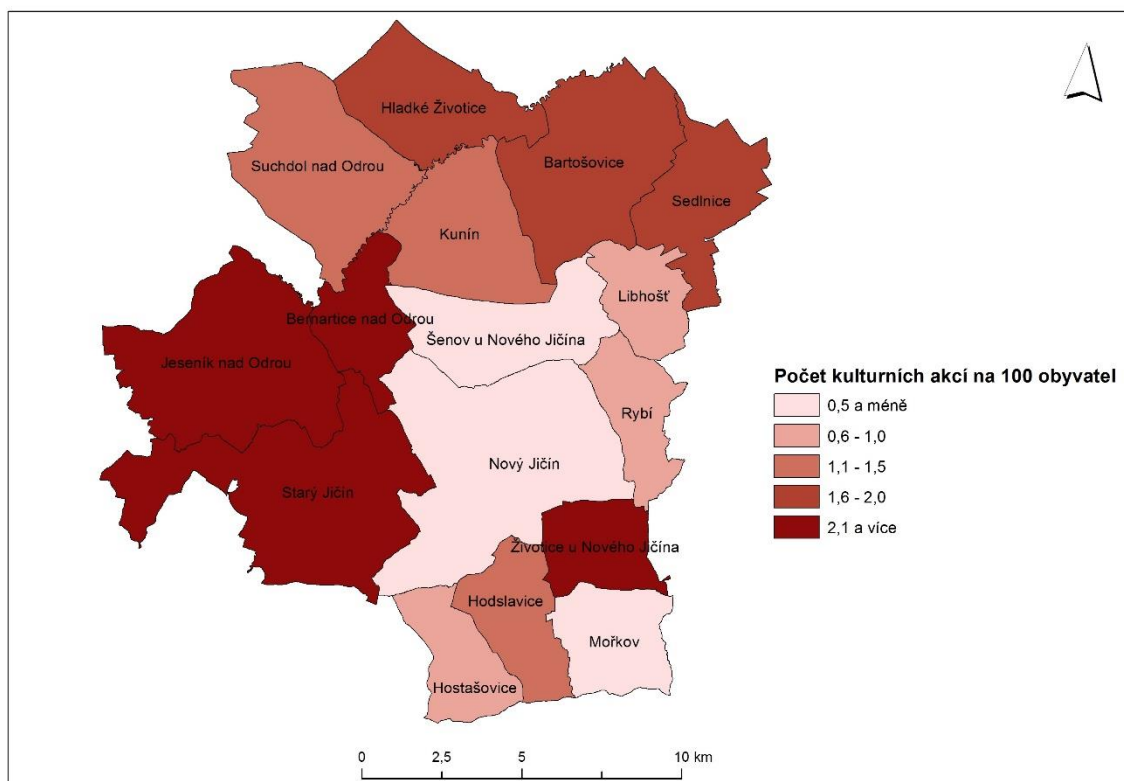 Hladké Životice
Suchdol nad Odrou
Bartošovice
Sedlnice
Kunín
Libhošť
Bernartice nad Odrou
Šenov u Nového Jičína
Jeseník nad Odrou
Rybí
Nový Jičín
Starý Jičín
Životice u Nového Jičína
Hodslavice
Mořkov
Hostašovice
Počet kulturních akcí na 100 obyvatel
0,5 a méně
0,6 - 1,0
1,1 - 1,5
1,6 - 2,0
2,1 a více
0 2,5 5 10 km